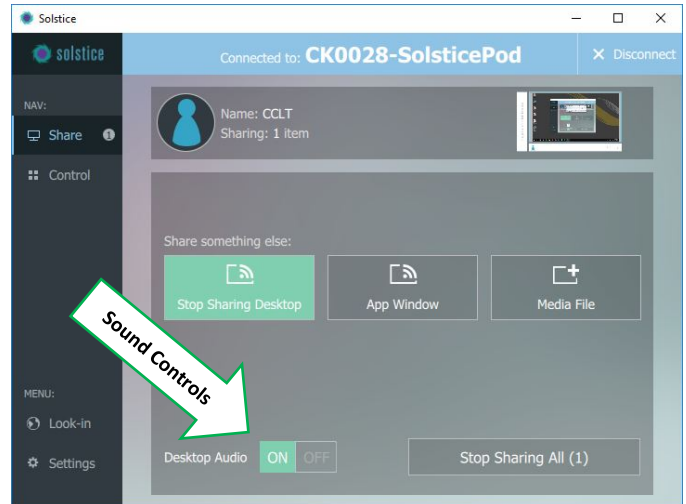 Solstice
solstice
Connected to: CK0028-SolsticePod
Disconnect
NAV:
Share 1
Control
Name: CCLT
Sharing: 1 item
Share something else:
Stop Sharing Desktop
App Window
Media File
Sound Controls
MENU:
Look-in
Settings
Desktop Audio ON OFF
Stop Sharing All (1)